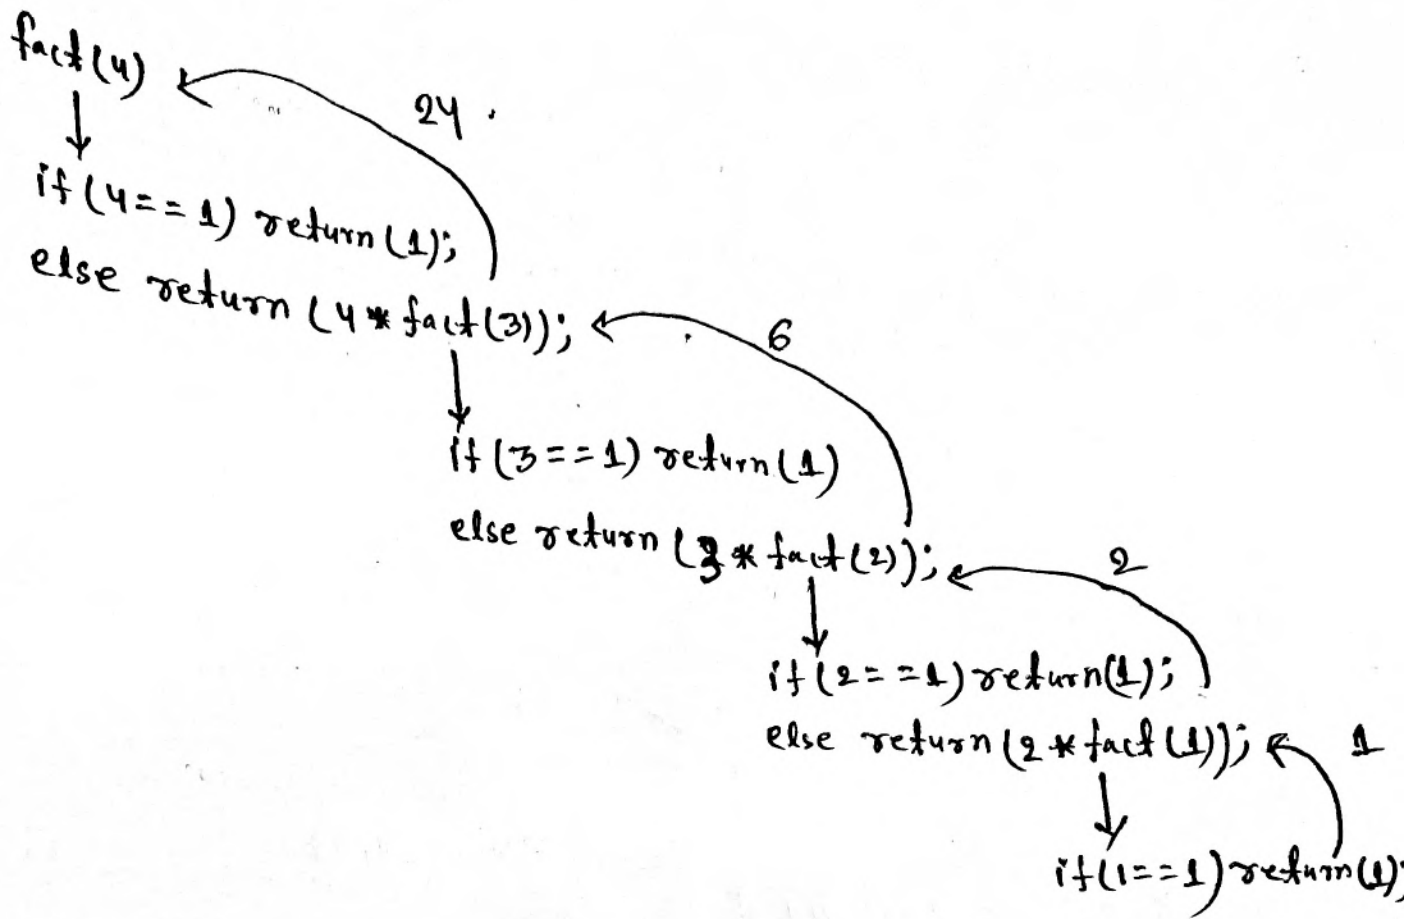 fact(4)
24
if(4==1) return(1);
else return(4*fact(3));
6
if(3==1) return(1)
else return(3*fact(2));
2
if(2==1) return(1);
else return(2*fact(1));
1
if(1==1) return(1);